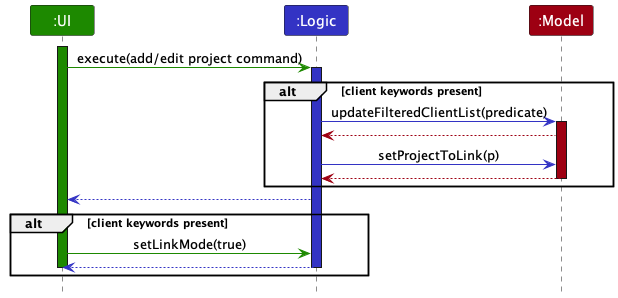 :UI
:Logic
:Model
execute(add/edit project command)
alt
[client keywords present]
updateFilteredClientList(predicate)
setProjectToLink(p)
alt
[client keywords present]
setLinkMode(true)